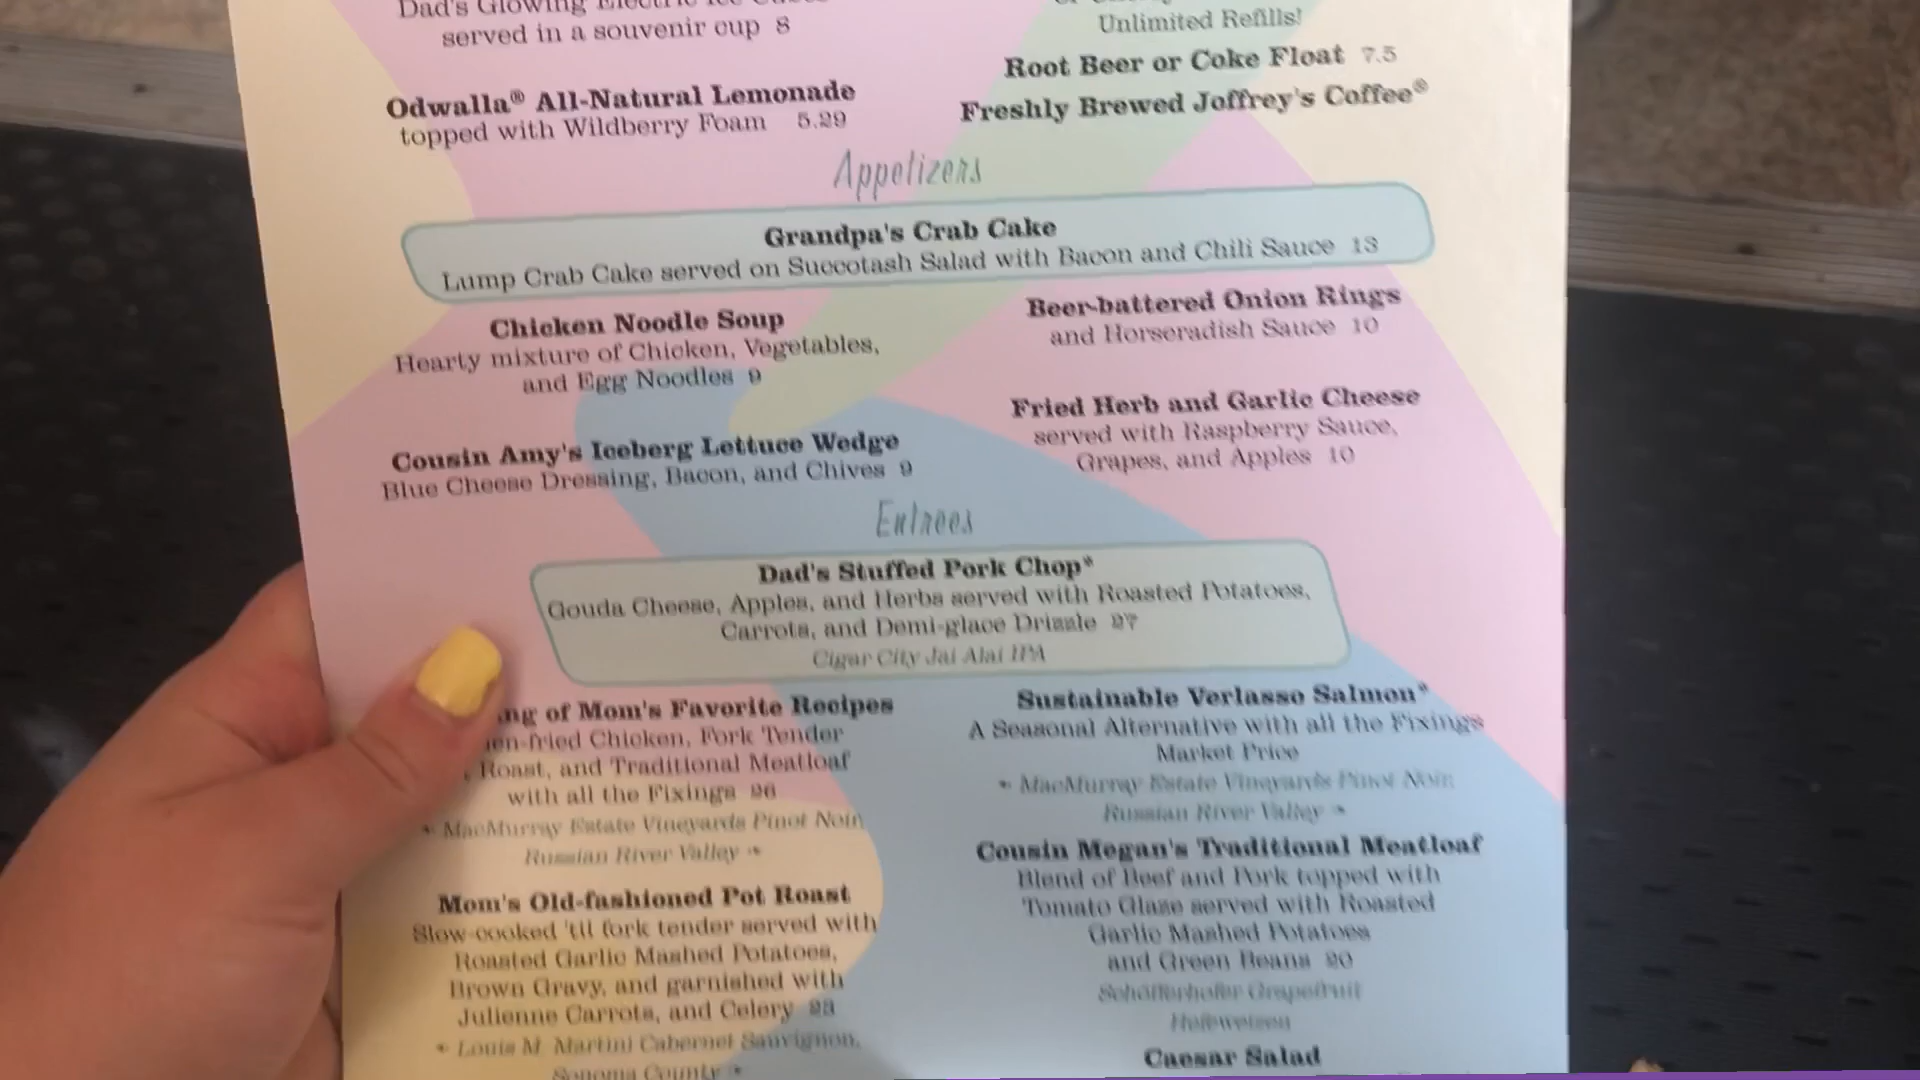 Dad's Glowing Electric Ice Cubes
served in a souvenir cup 8
Odwalla® All-Natural Lemonade
topped with Wildberry Foam 5.29
Unlimited Refills!
Root Beer or Coke Float 7.5
Freshly Brewed Joffrey's Coffee®
Appetizers
Grandpa's Crab Cake
Lump Crab Cake served on Succotash Salad with Bacon and Chili Sauce 13
Chicken Noodle Soup
Hearty mixture of Chicken, Vegetables,
and Egg Noodles 9
Cousin Amy's Iceberg Lettuce Wedge
Blue Cheese Dressing, Bacon, and Chives 9
Beer-battered Onion Rings
and Horseradish Sauce 10
Fried Herb and Garlic Cheese
served with Raspberry Sauce,
Grapes, and Apples 10
Entrees
Dad's Stuffed Pork Chop*
Gouda Cheese, Apples, and Herbs served with Roasted Potatoes,
Carrots, and Demi-glace Drizzle 27
Cigar City Jai Alai IPA
of Mom's Favorite Recipes
Chicken, Fork Tender
Roast, and Traditional Meatloaf
with all the Fixings 26
MacMurray Estate Vineyards Pinot Noir,
Russian River Valley
Mom's Old-fashioned Pot Roast
Slow-cooked 'til fork tender served with
Roasted Garlic Mashed Potatoes,
Brown Gravy, and garnished with
Julienne Carrots, and Celery 23
Louis M. Martini Cabernet Sauvignon,
Sonoma County
Sustainable Verlasso Salmon*
A Seasonal Alternative with all the Fixings
Market Price
MacMurray Estate Vineyards Pinot Noir,
Russian River Valley
Cousin Megan's Traditional Meatloaf
Blend of Beef and Pork topped with
Tomato Glaze served with Roasted
Garlic Mashed Potatoes
and Green Beans 20
Schöfferhofer Grapefruit
Hefeweizen
Caesar Salad